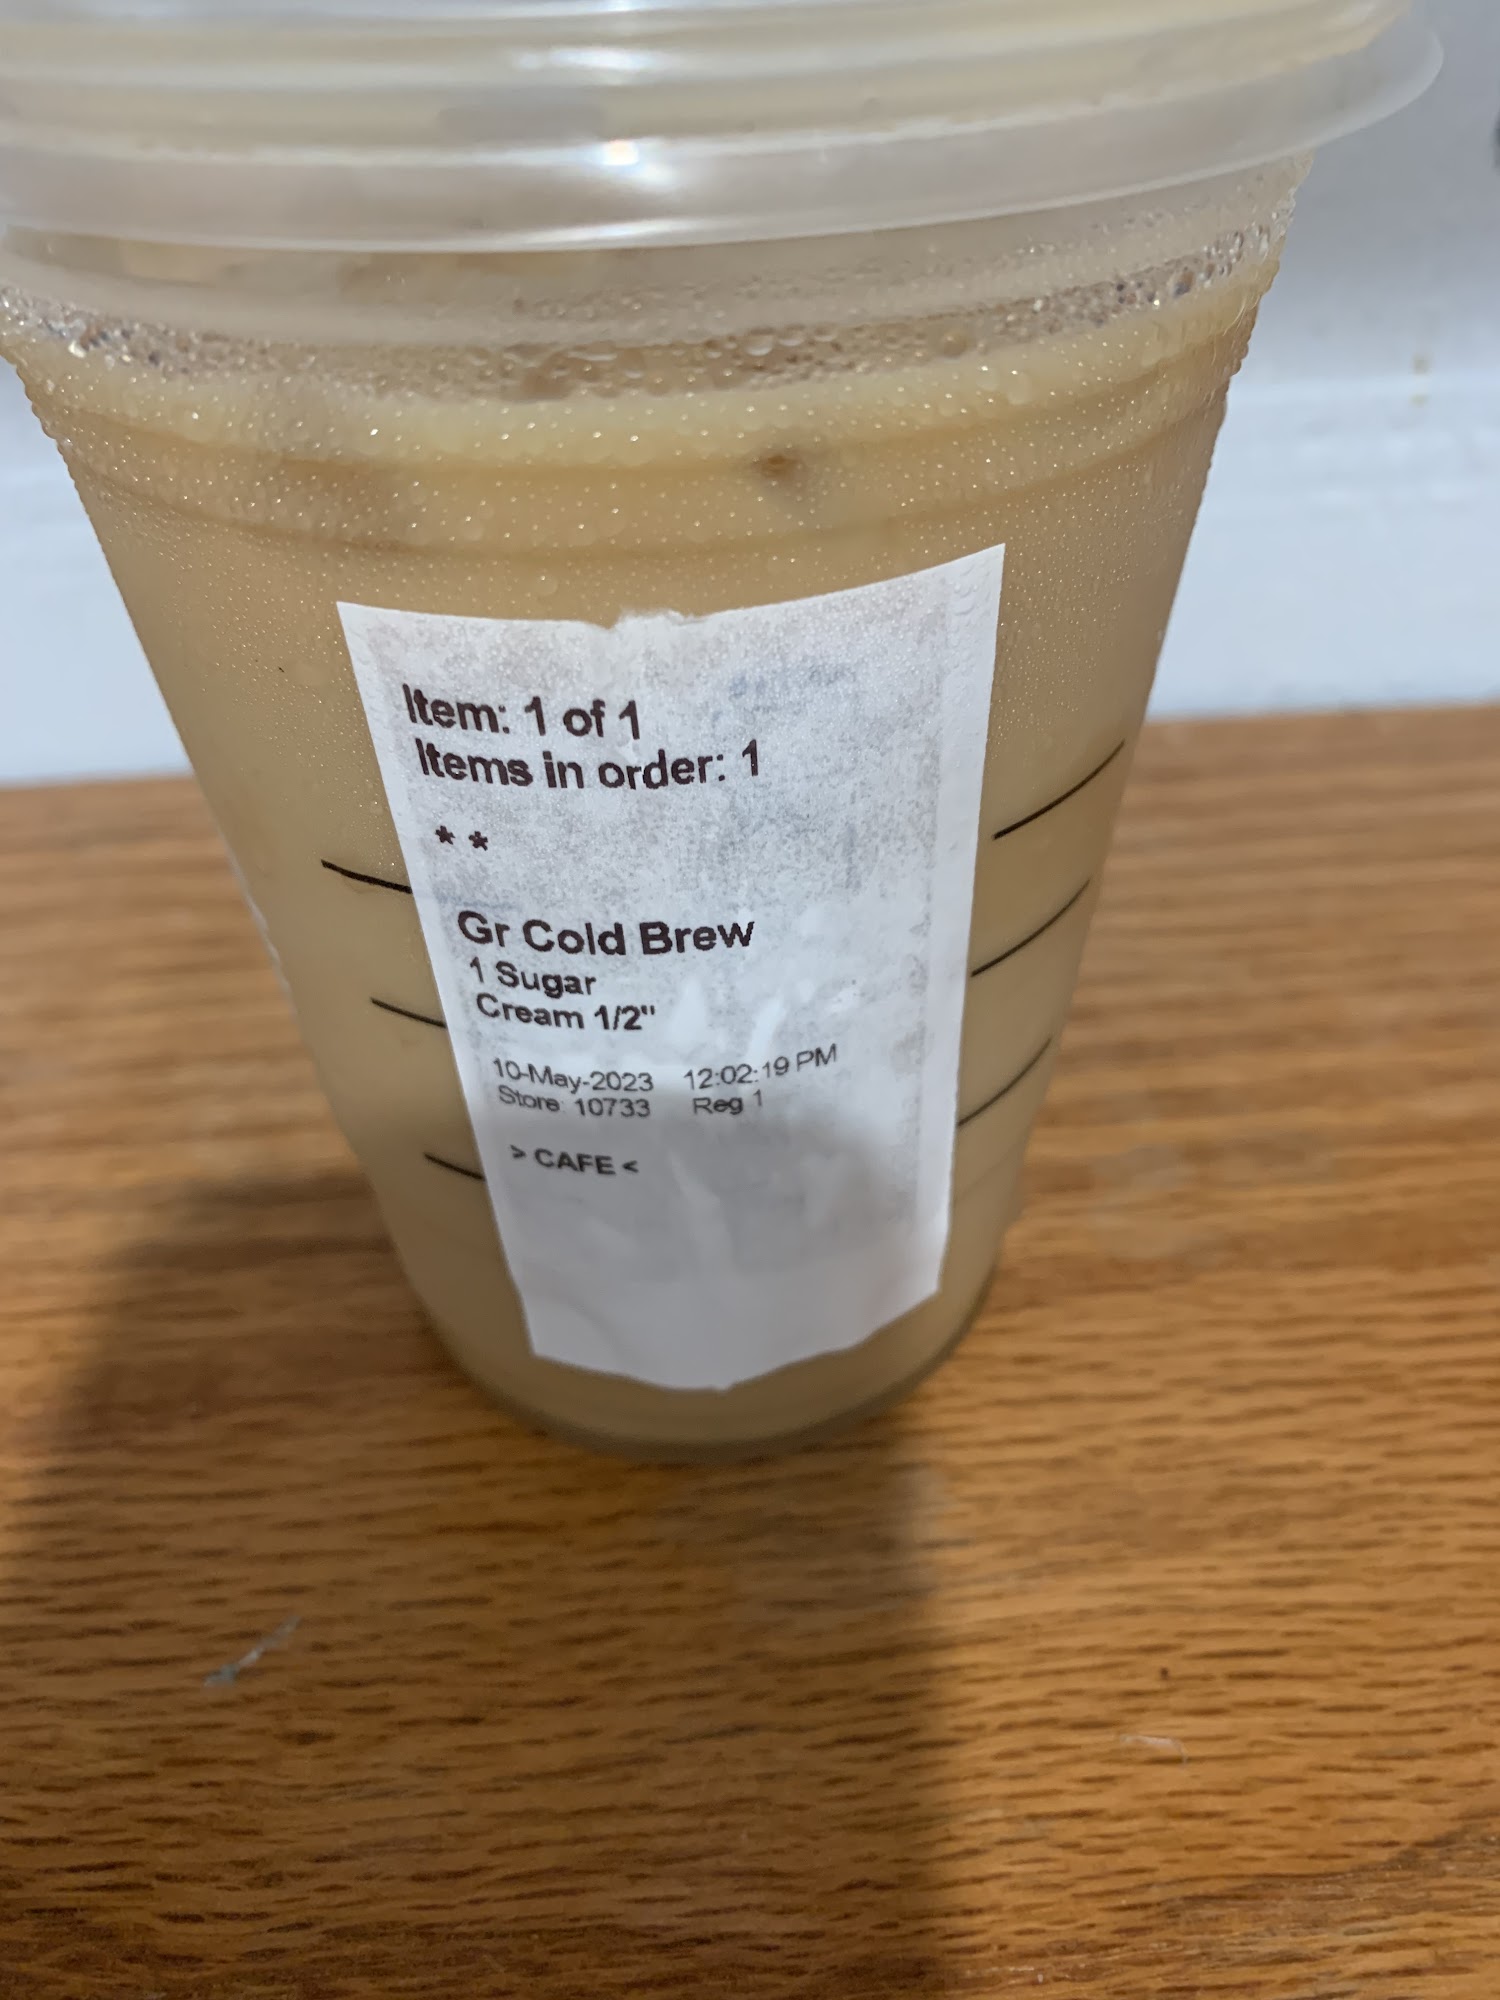 Item: 1 of 1
Items in order: 1
* *
Gr Cold Brew
1 Sugar
Cream 1/2"
10-May-2023 12:02:19 PM
Store: 10733 Reg 1
> CAFE <